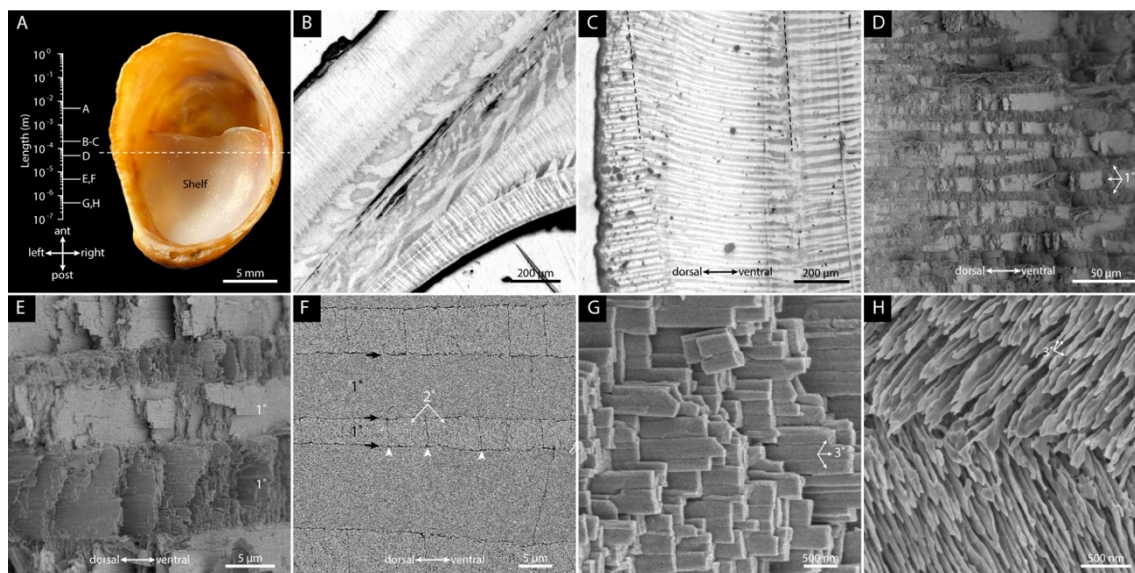 A
10⁰
10⁻¹
10⁻²
A
10⁻³
B-C
10⁻⁴
D
10⁻⁵
E,F
10⁻⁶
G,H
10⁻⁷
Length (m)
Shelf
ant
left
right
post
5 mm
B
200 µm
C
dorsal
ventral
200 µm
D
1˚
dorsal
ventral
50 µm
E
1˚
1˚
dorsal
ventral
5 µm
F
1˚
2˚
1˚
dorsal
ventral
5 µm
G
3˚
500 nm
H
3˚
500 nm